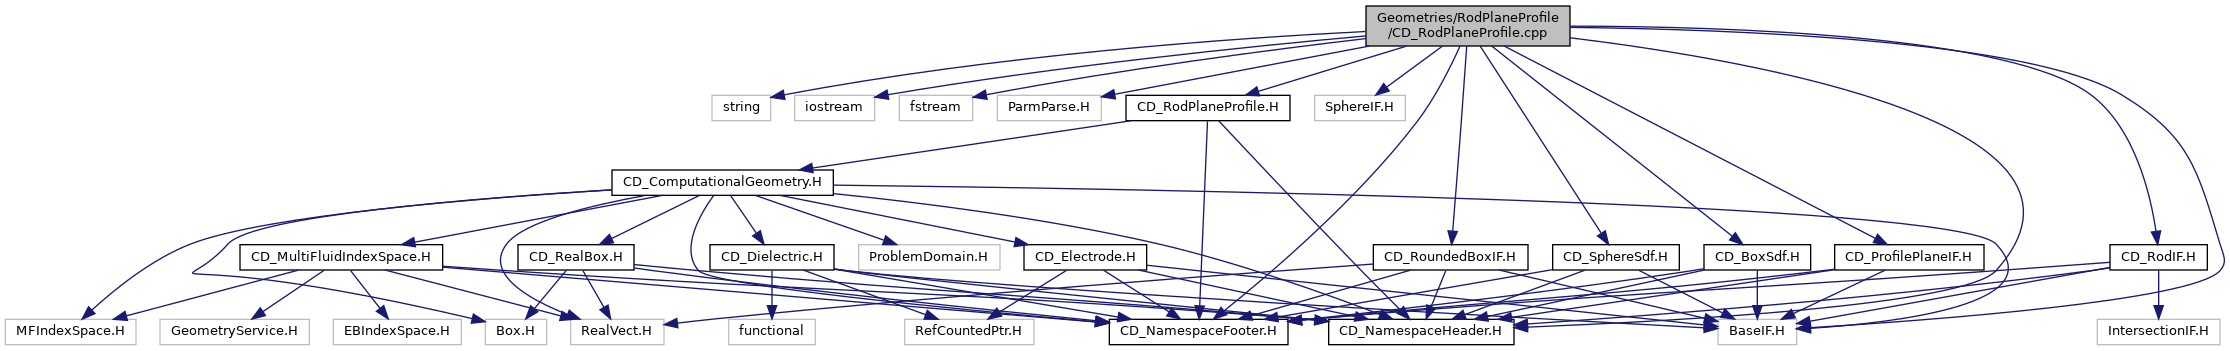 Geometries/RodPlaneProfile
/CD_RodPlaneProfile.cpp
string
iostream
fstream
ParmParse.H
CD_RodPlaneProfile.H
SphereIF.H
CD_ComputationalGeometry.H
CD_MultiFluidIndexSpace.H
CD_RealBox.H
CD_Dielectric.H
ProblemDomain.H
CD_Electrode.H
CD_RoundedBoxIF.H
CD_SphereSdf.H
CD_BoxSdf.H
CD_ProfilePlaneIF.H
CD_RodIF.H
MFIndexSpace.H
GeometryService.H
EBIndexSpace.H
Box.H
RealVect.H
functional
RefCountedPtr.H
CD_NamespaceFooter.H
CD_NamespaceHeader.H
BaseIF.H
IntersectionIF.H